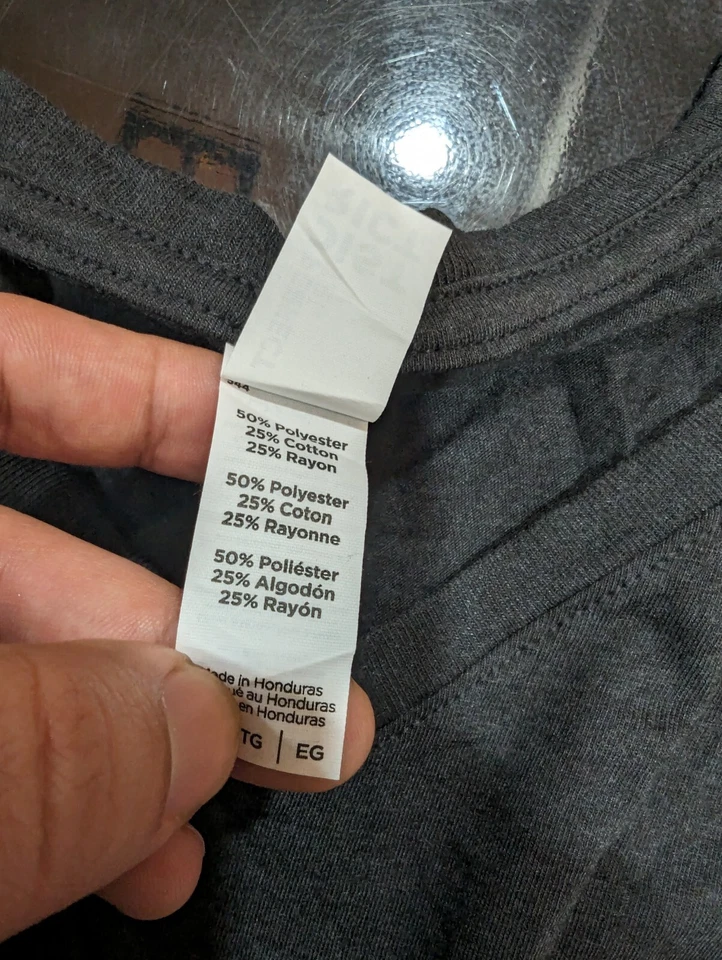 544
50% Polyester
25% Cotton
25% Rayon
50% Polyester
25% Coton
25% Rayonne
50% Poliéster
25% Algodón
25% Rayón
in Honduras
au Honduras
en Honduras
TG | EG